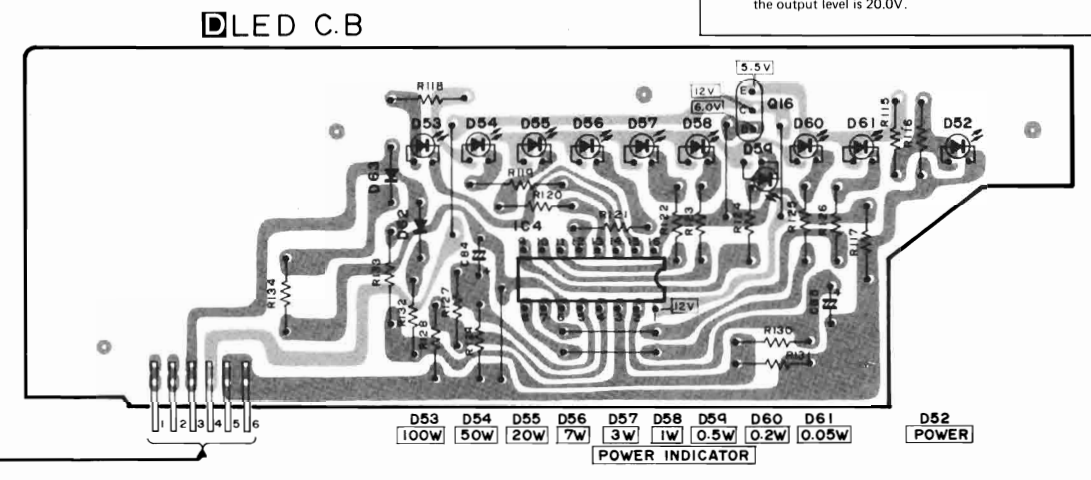 the output level is 20.0V.
D LED C.B
5.5V
R118
12V
E
C
Q16
6.0V
B
R115
R116
D53 D54 D55 D56 D57 D58 D60 D61 D52
D59
D63
R119
R120
D62
R121
R122
R123
R124
R125
R117
IC4
C84
R133
R134
R132
R127
R128
12V
R130
R131
1 2 3 4 5 6
D53 D54 D55 D56 D57 D58 D59 D60 D61 D52
100W 50W 20W 7W 3W 1W 0.5W 0.2W 0.05W POWER
POWER INDICATOR